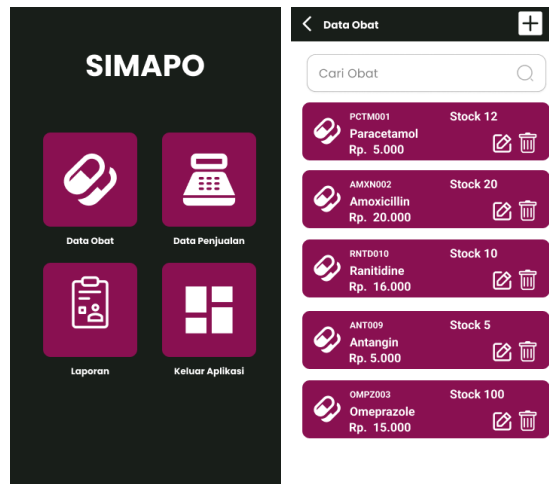 SIMAPO
Data Obat
Data Penjualan
Laporan
Keluar Aplikasi
Data Obat
Cari Obat
PCTM001
Stock 12
Paracetamol
Rp. 5.000
AMXN002
Stock 20
Amoxicillin
Rp. 20.000
RNTD010
Stock 10
Ranitidine
Rp. 16.000
ANT009
Stock 5
Antangin
Rp. 5.000
OMPZ003
Stock 100
Omeprazole
Rp. 15.000